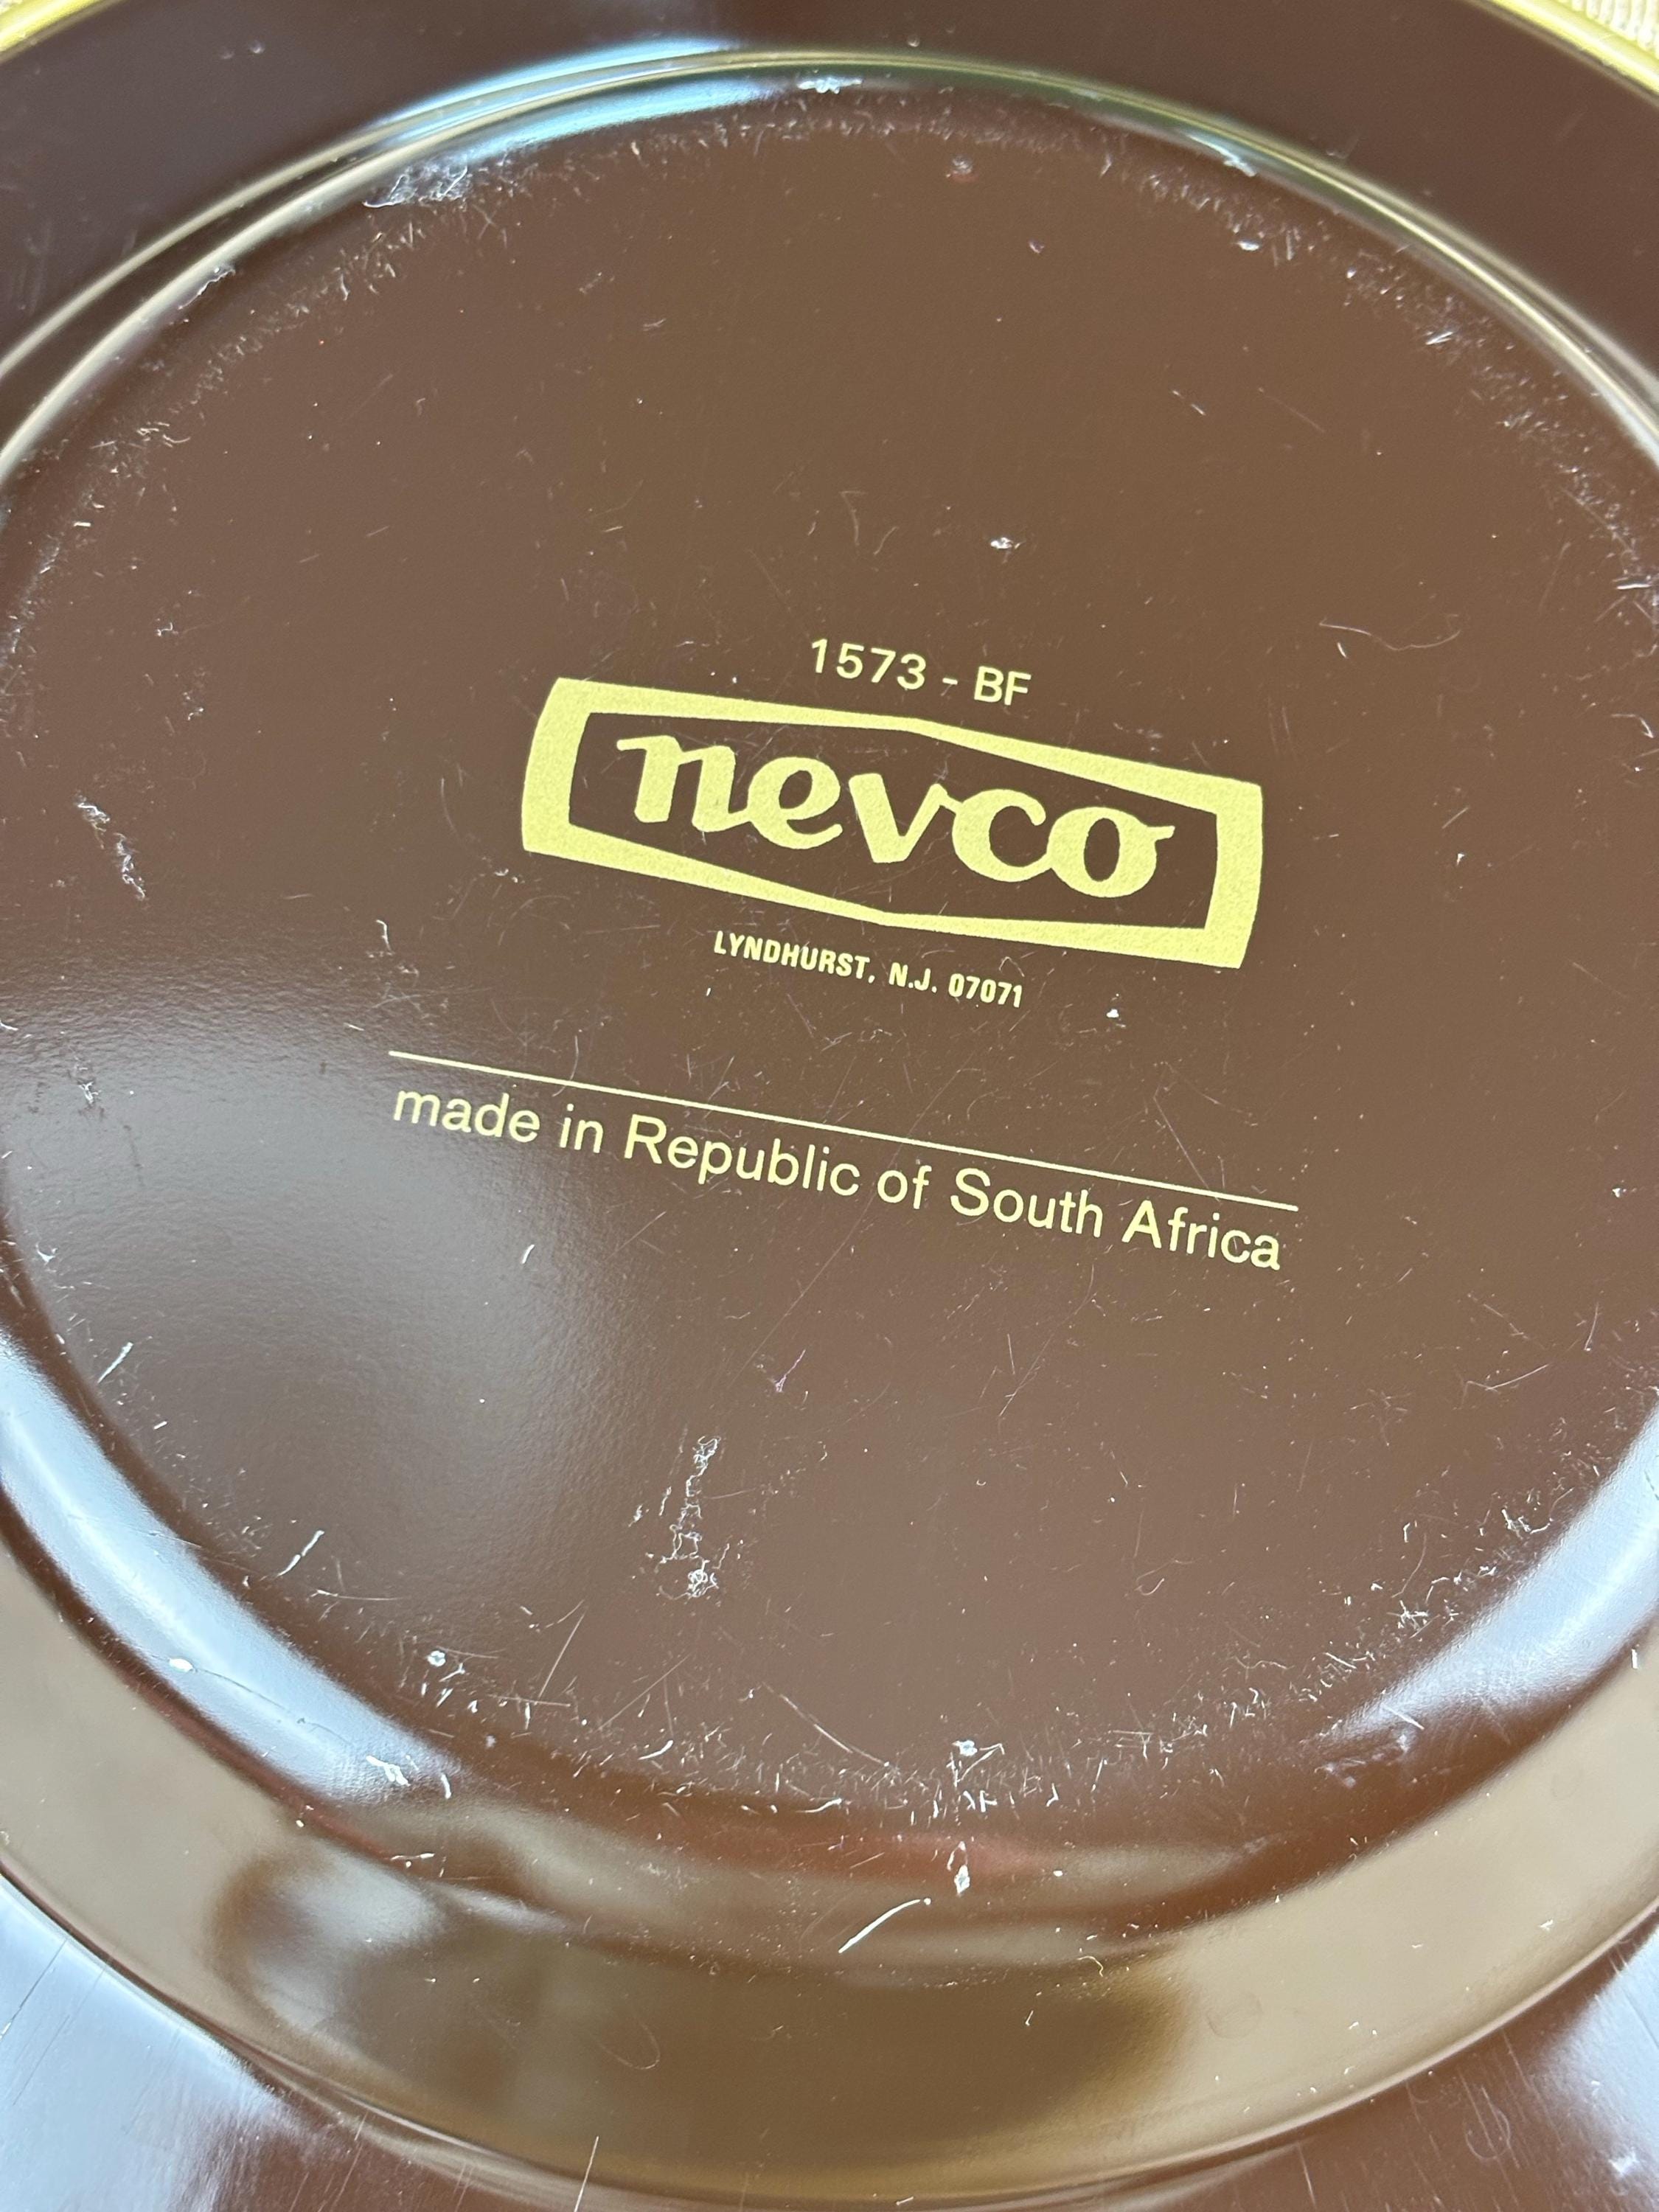 1573 - BF
nevco
LYNDHURST, N.J. 07071
made in Republic of South Africa